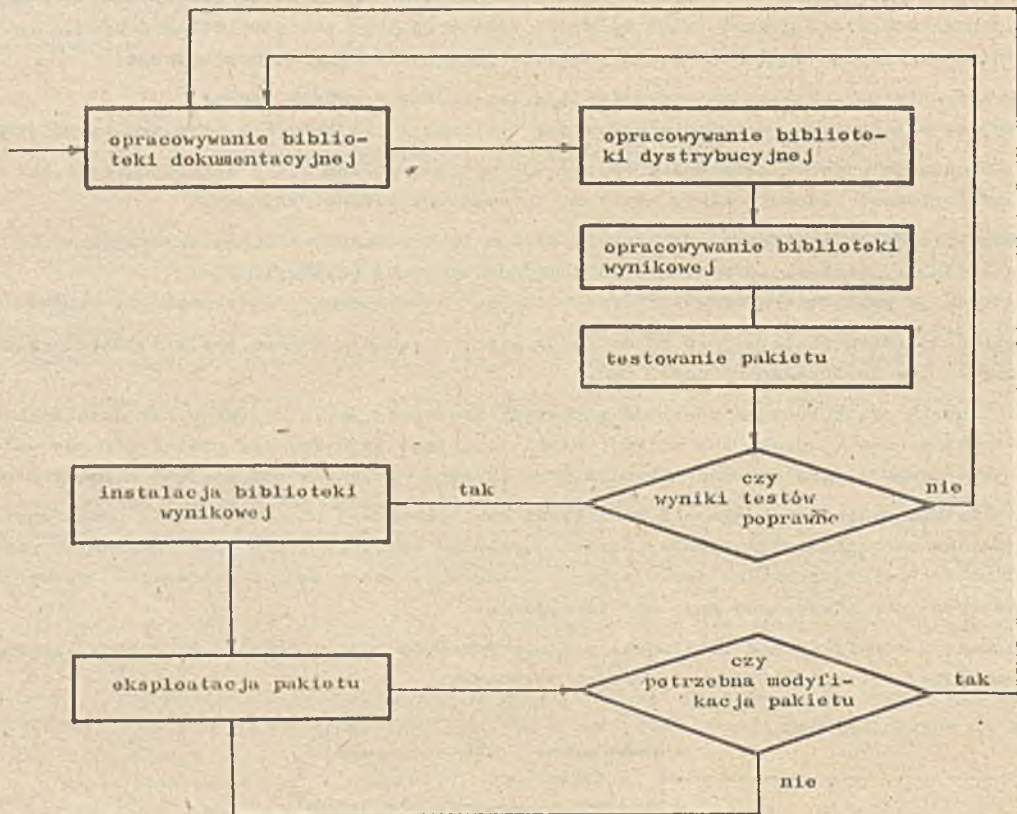 opracowywanie biblio-
teki dokumentacyjnej
opracowywanie bibliote-
ki dystrybucyjnej
opracowywanie biblioteki
wynikowej
testowanie pakietu
czy
wyniki testów
poprawne
nie
tak
instalacja biblioteki
wynikowej
eksploatacja pakietu
czy
potrzebna modyfi-
kacja pakietu
tak
nie